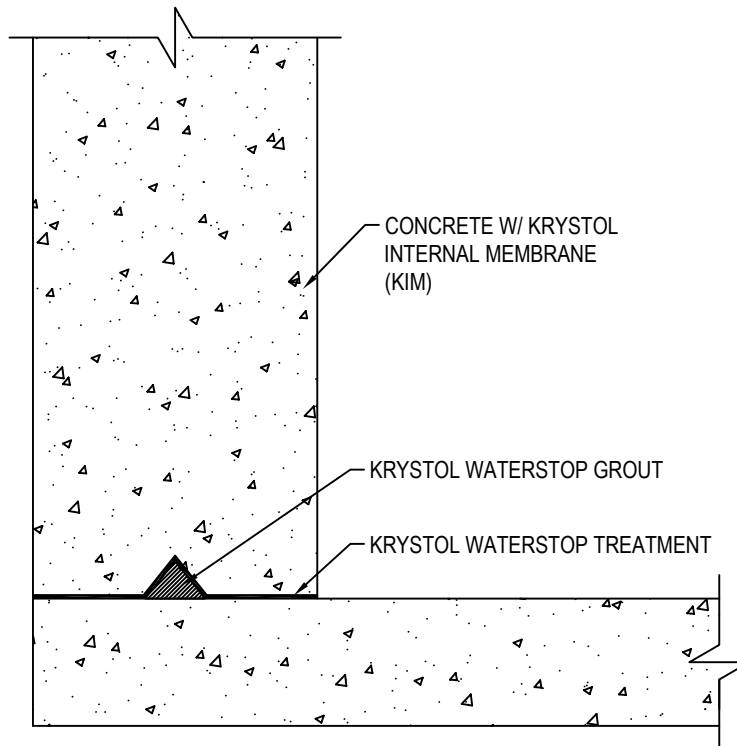 CONCRETE W/ KRYSTOL
INTERNAL MEMBRANE
(KIM)
KRYSTOL WATERSTOP GROUT
KRYSTOL WATERSTOP TREATMENT